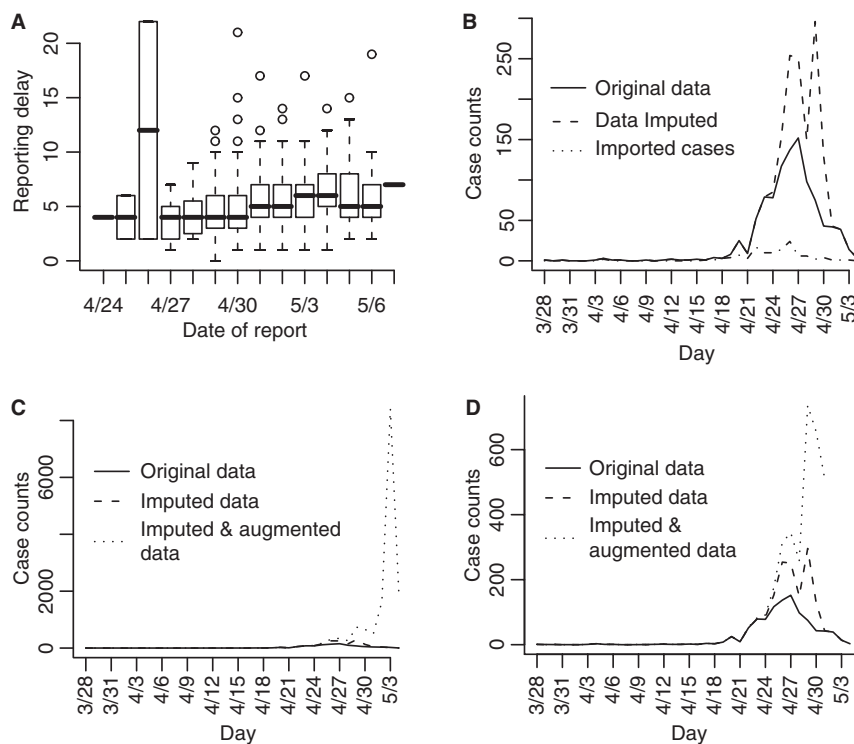 A
Reporting delay
20
15
10
5
0
4/24
4/27
4/30
5/3
5/6
Date of report
B
Case counts
250
150
50
0
Original data
Data Imputed
Imported cases
3/28
3/31
4/3
4/6
4/9
4/12
4/15
4/18
4/21
4/24
4/27
4/30
5/3
Day
C
Case counts
6000
2000
0
Original data
Imputed data
Imputed & augmented
data
3/28
3/31
4/3
4/6
4/9
4/12
4/15
4/18
4/21
4/24
4/27
4/30
5/3
Day
D
Case counts
600
400
200
0
Original data
Imputed data
Imputed &
augmented data
3/28
3/31
4/3
4/6
4/9
4/12
4/15
4/18
4/21
4/24
4/27
4/30
5/3
Day